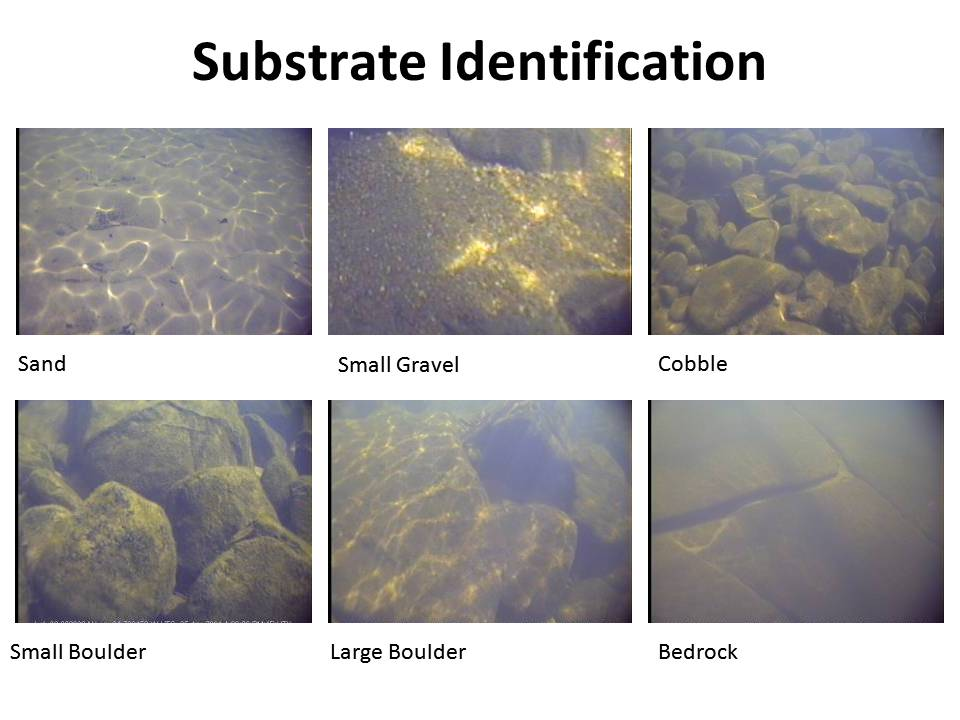 Substrate Identification
Sand
Small Gravel
Cobble
Small Boulder
Large Boulder
Bedrock